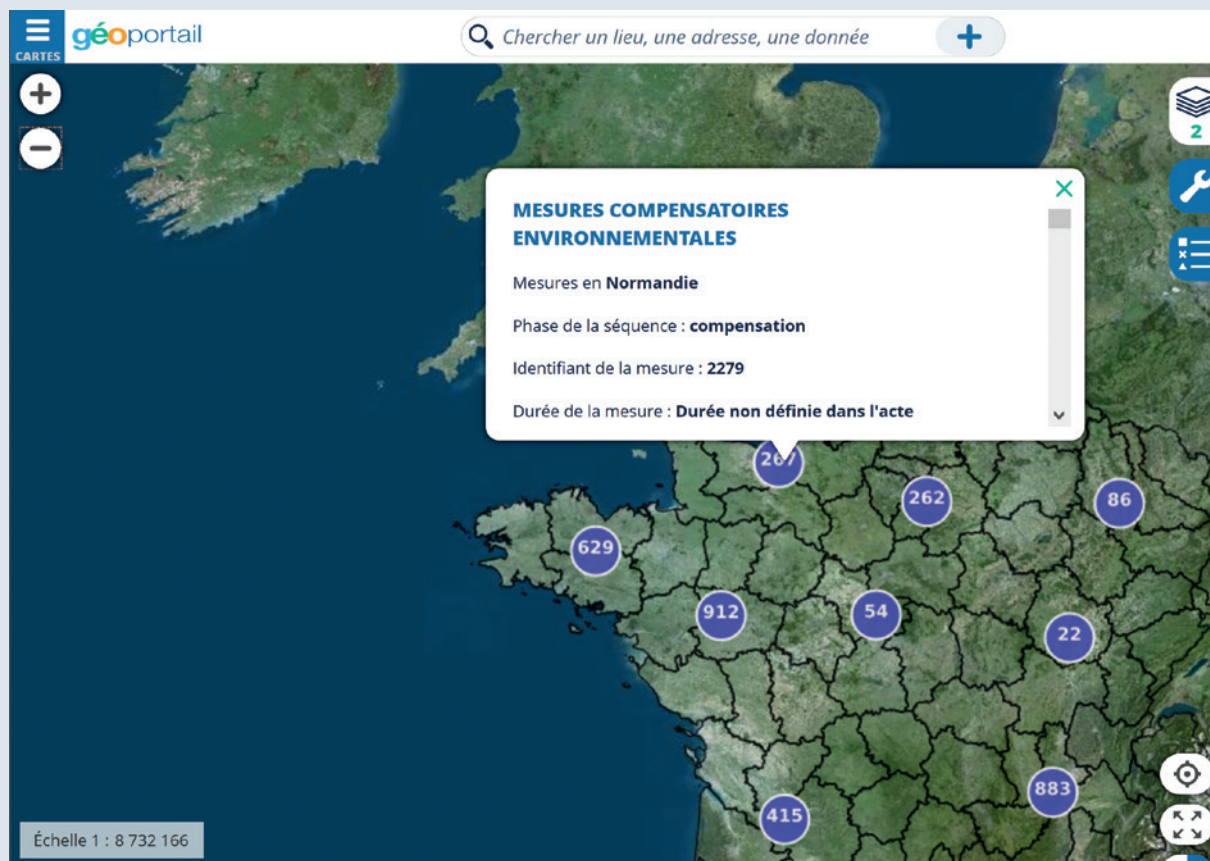 géoportail
Chercher un lieu, une adresse, une donnée
CARTES
2
MESURES COMPENSATOIRES
ENVIRONNEMENTALES
Mesures en Normandie
Phase de la séquence : compensation
Identifiant de la mesure : 2279
Durée de la mesure : Durée non définie dans l'acte
267
262
86
629
912
54
22
883
415
Échelle 1 : 8 732 166